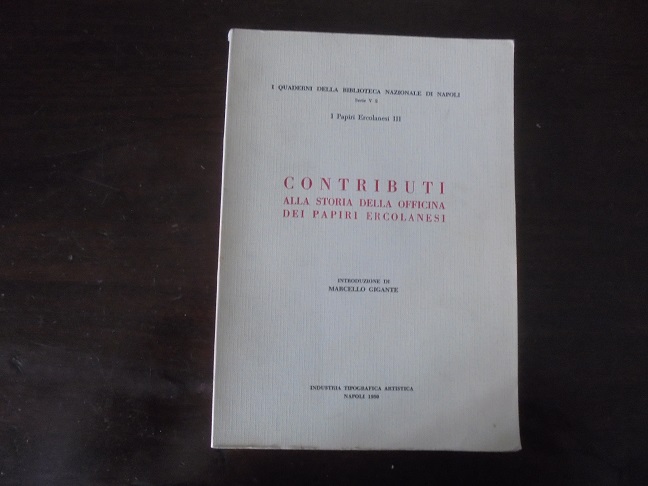 I QUADERNI DELLA BIBLIOTECA NAZIONALE DI NAPOLI
Serie V
I Papiri Ercolanesi III
CONTRIBUTI
ALLA STORIA DELLA OFFICINA
DEI PAPIRI ERCOLANESI
INTRODUZIONE DI
MARCELLO GIGANTE
INDUSTRIA TIPOGRAFICA ARTISTICA
NAPOLI